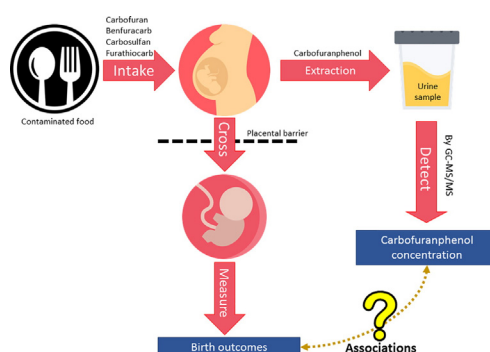 Carbofuran
Benfuracarb
Carbosulfan
Furathiocarb
Intake
Contaminated food
Carbofuranphenol
Extraction
Urine
sample
Cross
Placental barrier
Detect
By GC-MS/MS
Carbofuranphenol
concentration
Measure
?
Associations
Birth outcomes